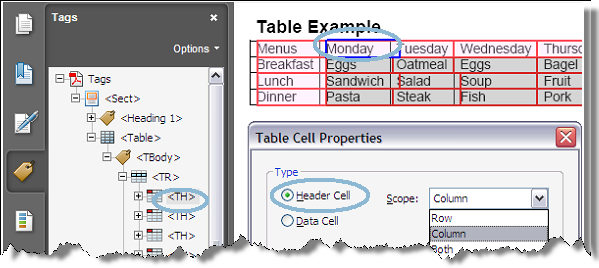 Tags
Options
Tags
<Sect>
<Heading 1>
<Table>
<TBody>
<TR>
<TH>
<TH>
<TH>
Table Example
Menus Monday Tuesday Wednesday
Breakfast Eggs Oatmeal Eggs Bagel
Lunch Sandwich Salad Soup Fruit
Dinner Pasta Steak Fish Pork
Table Cell Properties
Type
Header Cell Scope: Column
Row
Data Cell Column
Both